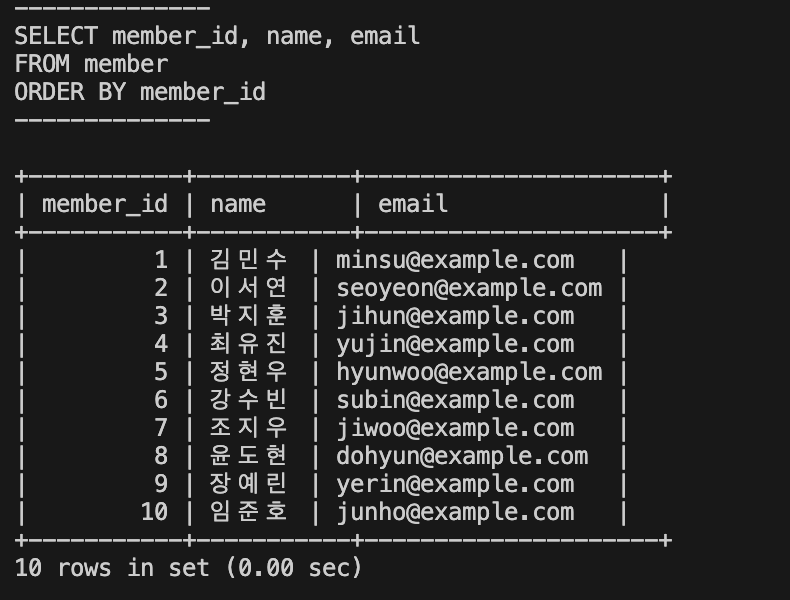 --------------
SELECT member_id, name, email
FROM member
ORDER BY member_id
--------------
+-----------+-----------+---------------------+
| member_id | name      | email               |
+-----------+-----------+---------------------+
|         1 | 김민수 | minsu@example.com   |
|         2 | 이서연 | seoyeon@example.com |
|         3 | 박지훈 | jihun@example.com   |
|         4 | 최유진 | yujin@example.com   |
|         5 | 정현우 | hyunwoo@example.com |
|         6 | 강수빈 | subin@example.com   |
|         7 | 조지우 | jiwoo@example.com   |
|         8 | 윤도현 | dohyun@example.com  |
|         9 | 장예린 | yerin@example.com   |
|        10 | 임준호 | junho@example.com   |
+-----------+-----------+---------------------+
10 rows in set (0.00 sec)